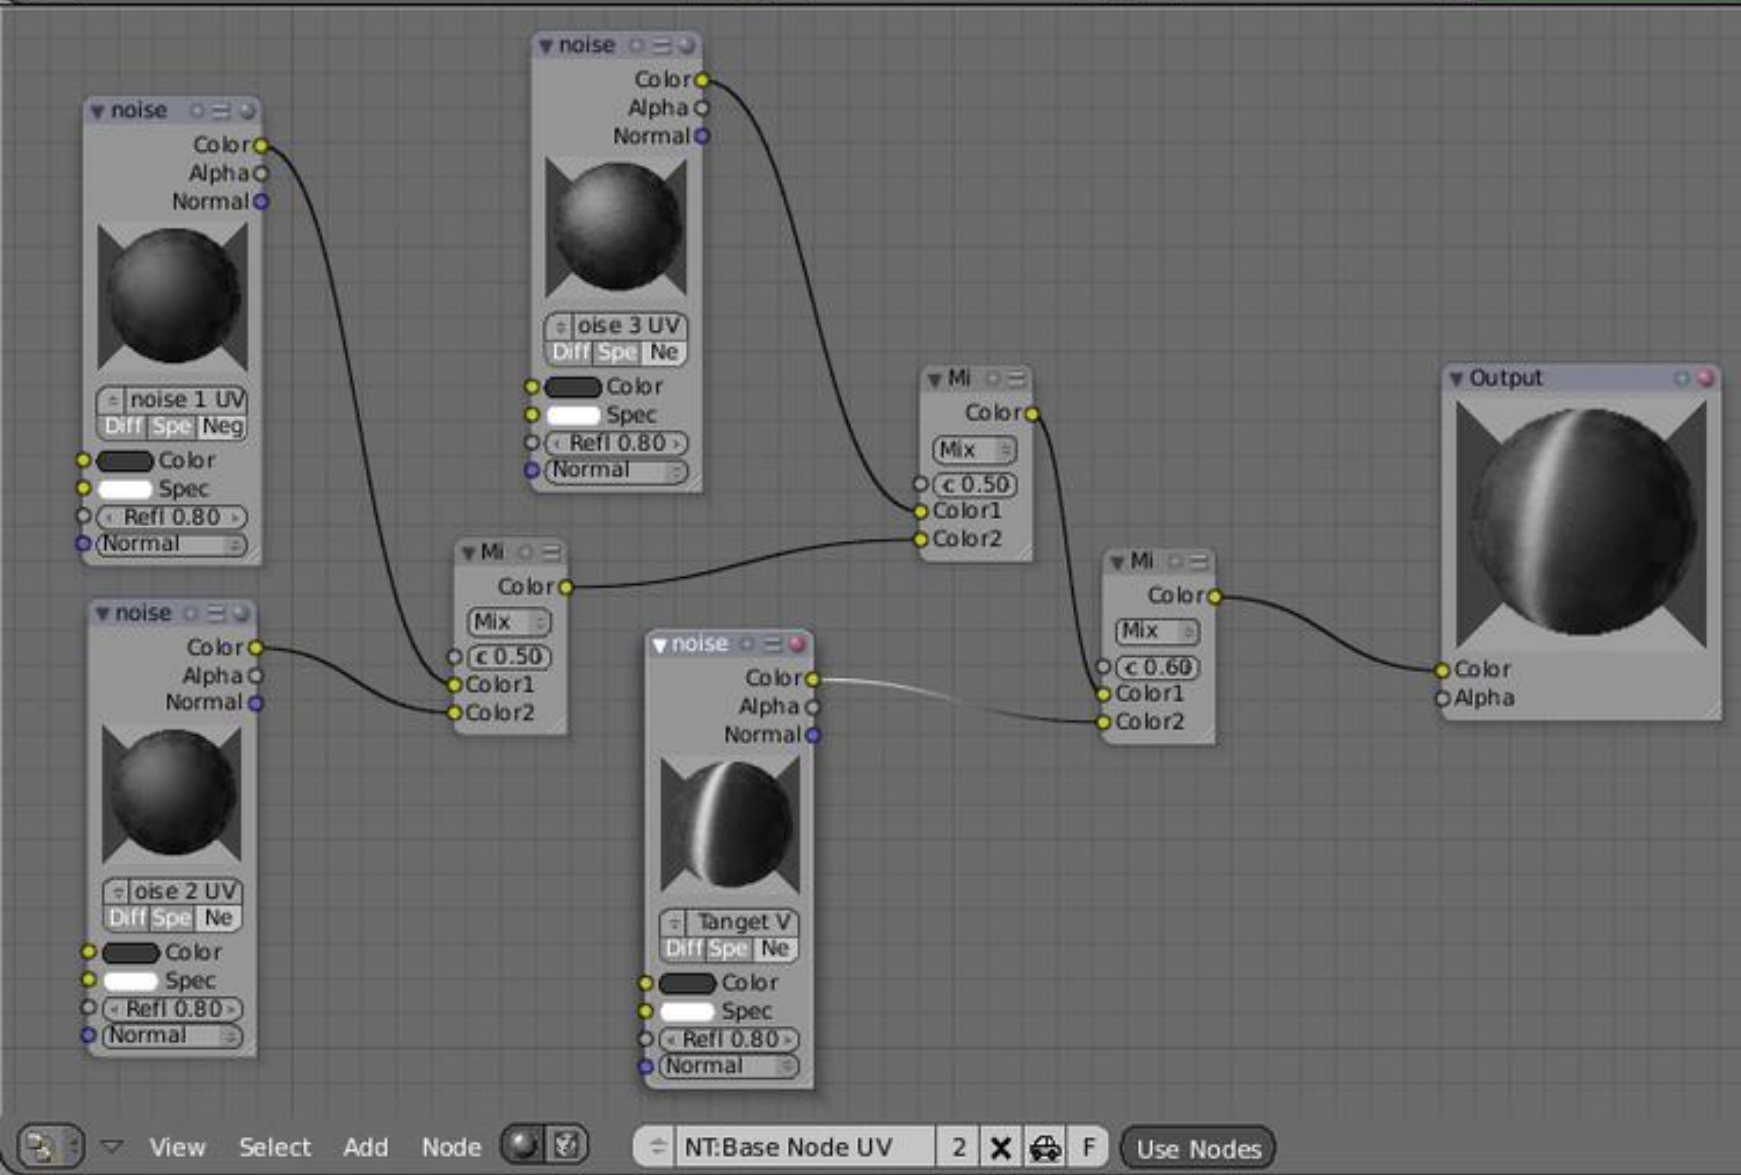 noise
Color
Alpha
Normal
noise 1 UV
Diff Spe Neg
Color
Spec
Refl 0.80
Normal
noise
Color
Alpha
Normal
oise 2 UV
Diff Spe Ne
Color
Spec
Refl 0.80
Normal
noise
Color
Alpha
Normal
oise 3 UV
Diff Spe Ne
Color
Spec
Refl 0.80
Normal
Mi
Color
Mix
c 0.50
Color1
Color2
noise
Color
Alpha
Normal
Tanget V
Diff Spe Ne
Color
Spec
Refl 0.80
Normal
Mi
Color
Mix
c 0.50
Color1
Color2
Mi
Color
Mix
c 0.60
Color1
Color2
Output
Color
Alpha
View Select Add Node NT:Base Node UV 2 F Use Nodes